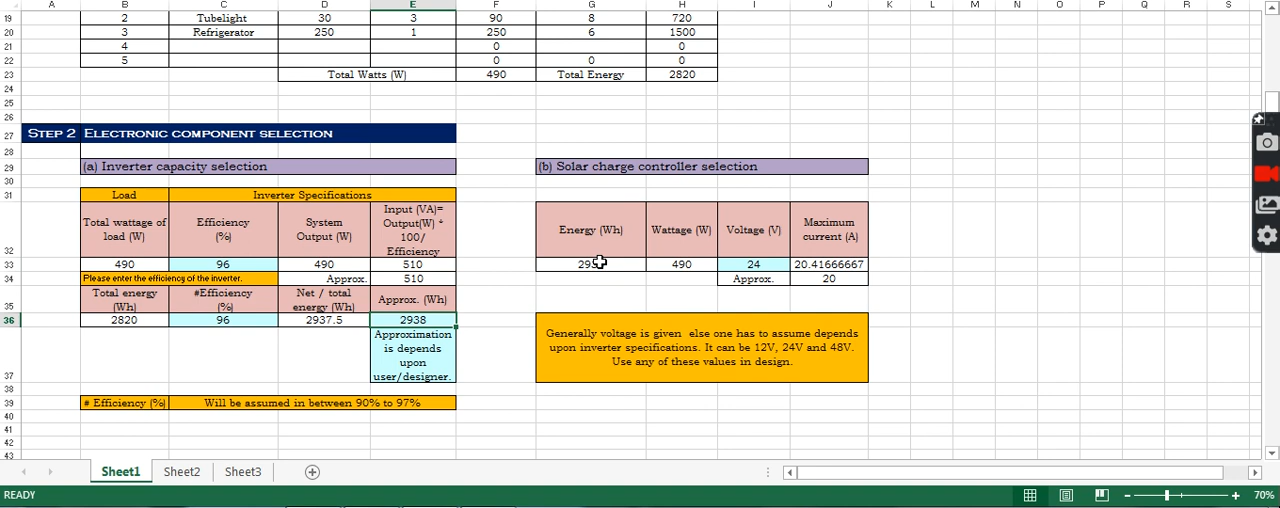 A B C D E F G H I J K L M N O P Q R S
19 2 Tubelight 30 3 90 8 720
20 3 Refrigerator 250 1 250 6 1500
21 4 0 0
22 5 0 0 0
23 Total Watts (W) 490 Total Energy 2820
24
25
26
27 STEP 2 ELECTRONIC COMPONENT SELECTION
28
29 (a) Inverter capacity selection (b) Solar charge controller selection
30
31 Load Inverter Specifications
Total wattage of load (W)
Efficiency (%)
System Output (W)
Input (VA)=
Output(W) *
100/
Efficiency
Energy (Wh) Wattage (W) Voltage (V)
Maximum current (A)
32
33 490 96 490 510 490 24 20.41666667
34 Please enter the efficiency of the inverter. Approx. 510 Approx. 20
35 Total energy (Wh) #Efficiency (%) Net / total energy (Wh) Approx. (Wh)
36 2820 96 2937.5 2938
Approximation
is depends
upon
user/designer.
37
Generally voltage is given else one has to assume depends
upon inverter specifications. It can be 12V, 24V and 48V.
Use any of these values in design.
38
39 # Efficiency (%) Will be assumed in between 90% to 97%
40
41
42
43
Sheet1 Sheet2 Sheet3
READY 70%